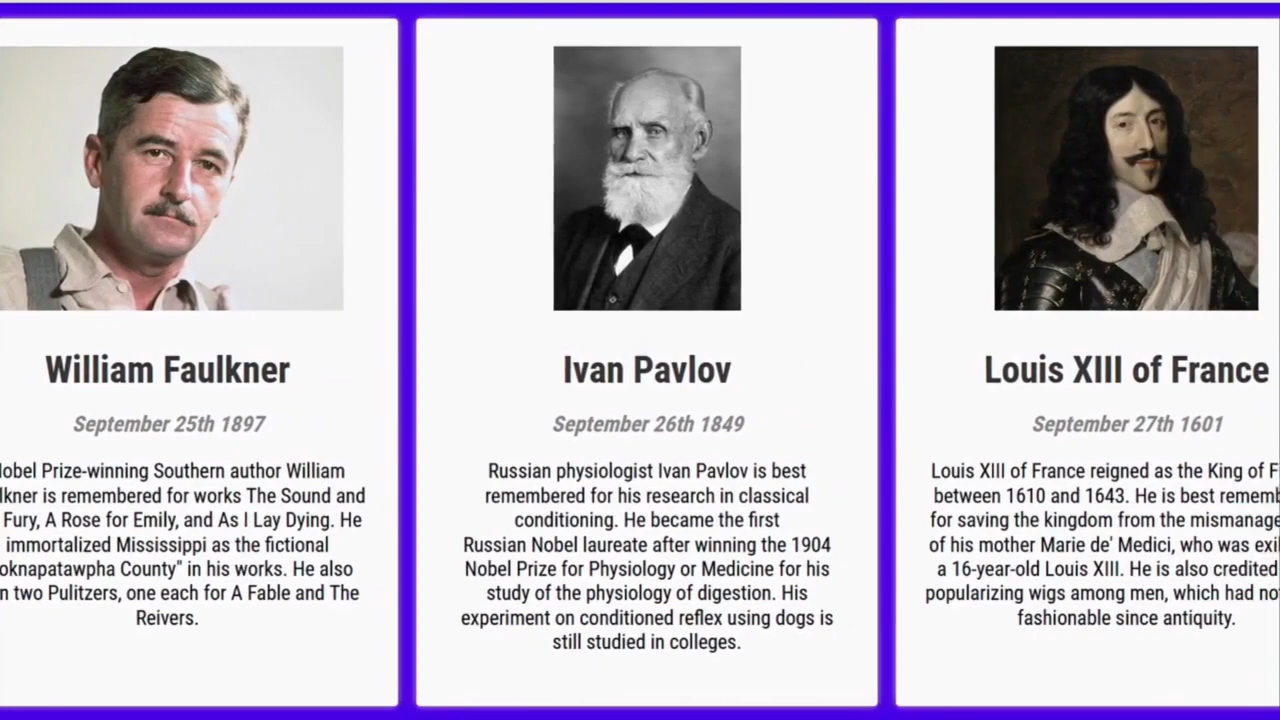 William Faulkner
September 25th 1897
lobel Prize-winning Southern author William
lkner is remembered for works The Sound and
Fury, A Rose for Emily, and As I Lay Dying. He
immortalized Mississippi as the fictional
oknapatawpha County" in his works. He also
n two Pulitzers, one each for A Fable and The
Reivers.
Ivan Pavlov
September 26th 1849
Russian physiologist Ivan Pavlov is best
remembered for his research in classical
conditioning. He became the first
Russian Nobel laureate after winning the 1904
Nobel Prize for Physiology or Medicine for his
study of the physiology of digestion. His
experiment on conditioned reflex using dogs is
still studied in colleges.
Louis XIII of France
September 27th 1601
Louis XIII of France reigned as the King of F
between 1610 and 1643. He is best rememb
for saving the kingdom from the mismanage
of his mother Marie de' Medici, who was exi
a 16-year-old Louis XIII. He is also credited
popularizing wigs among men, which had no
fashionable since antiquity.